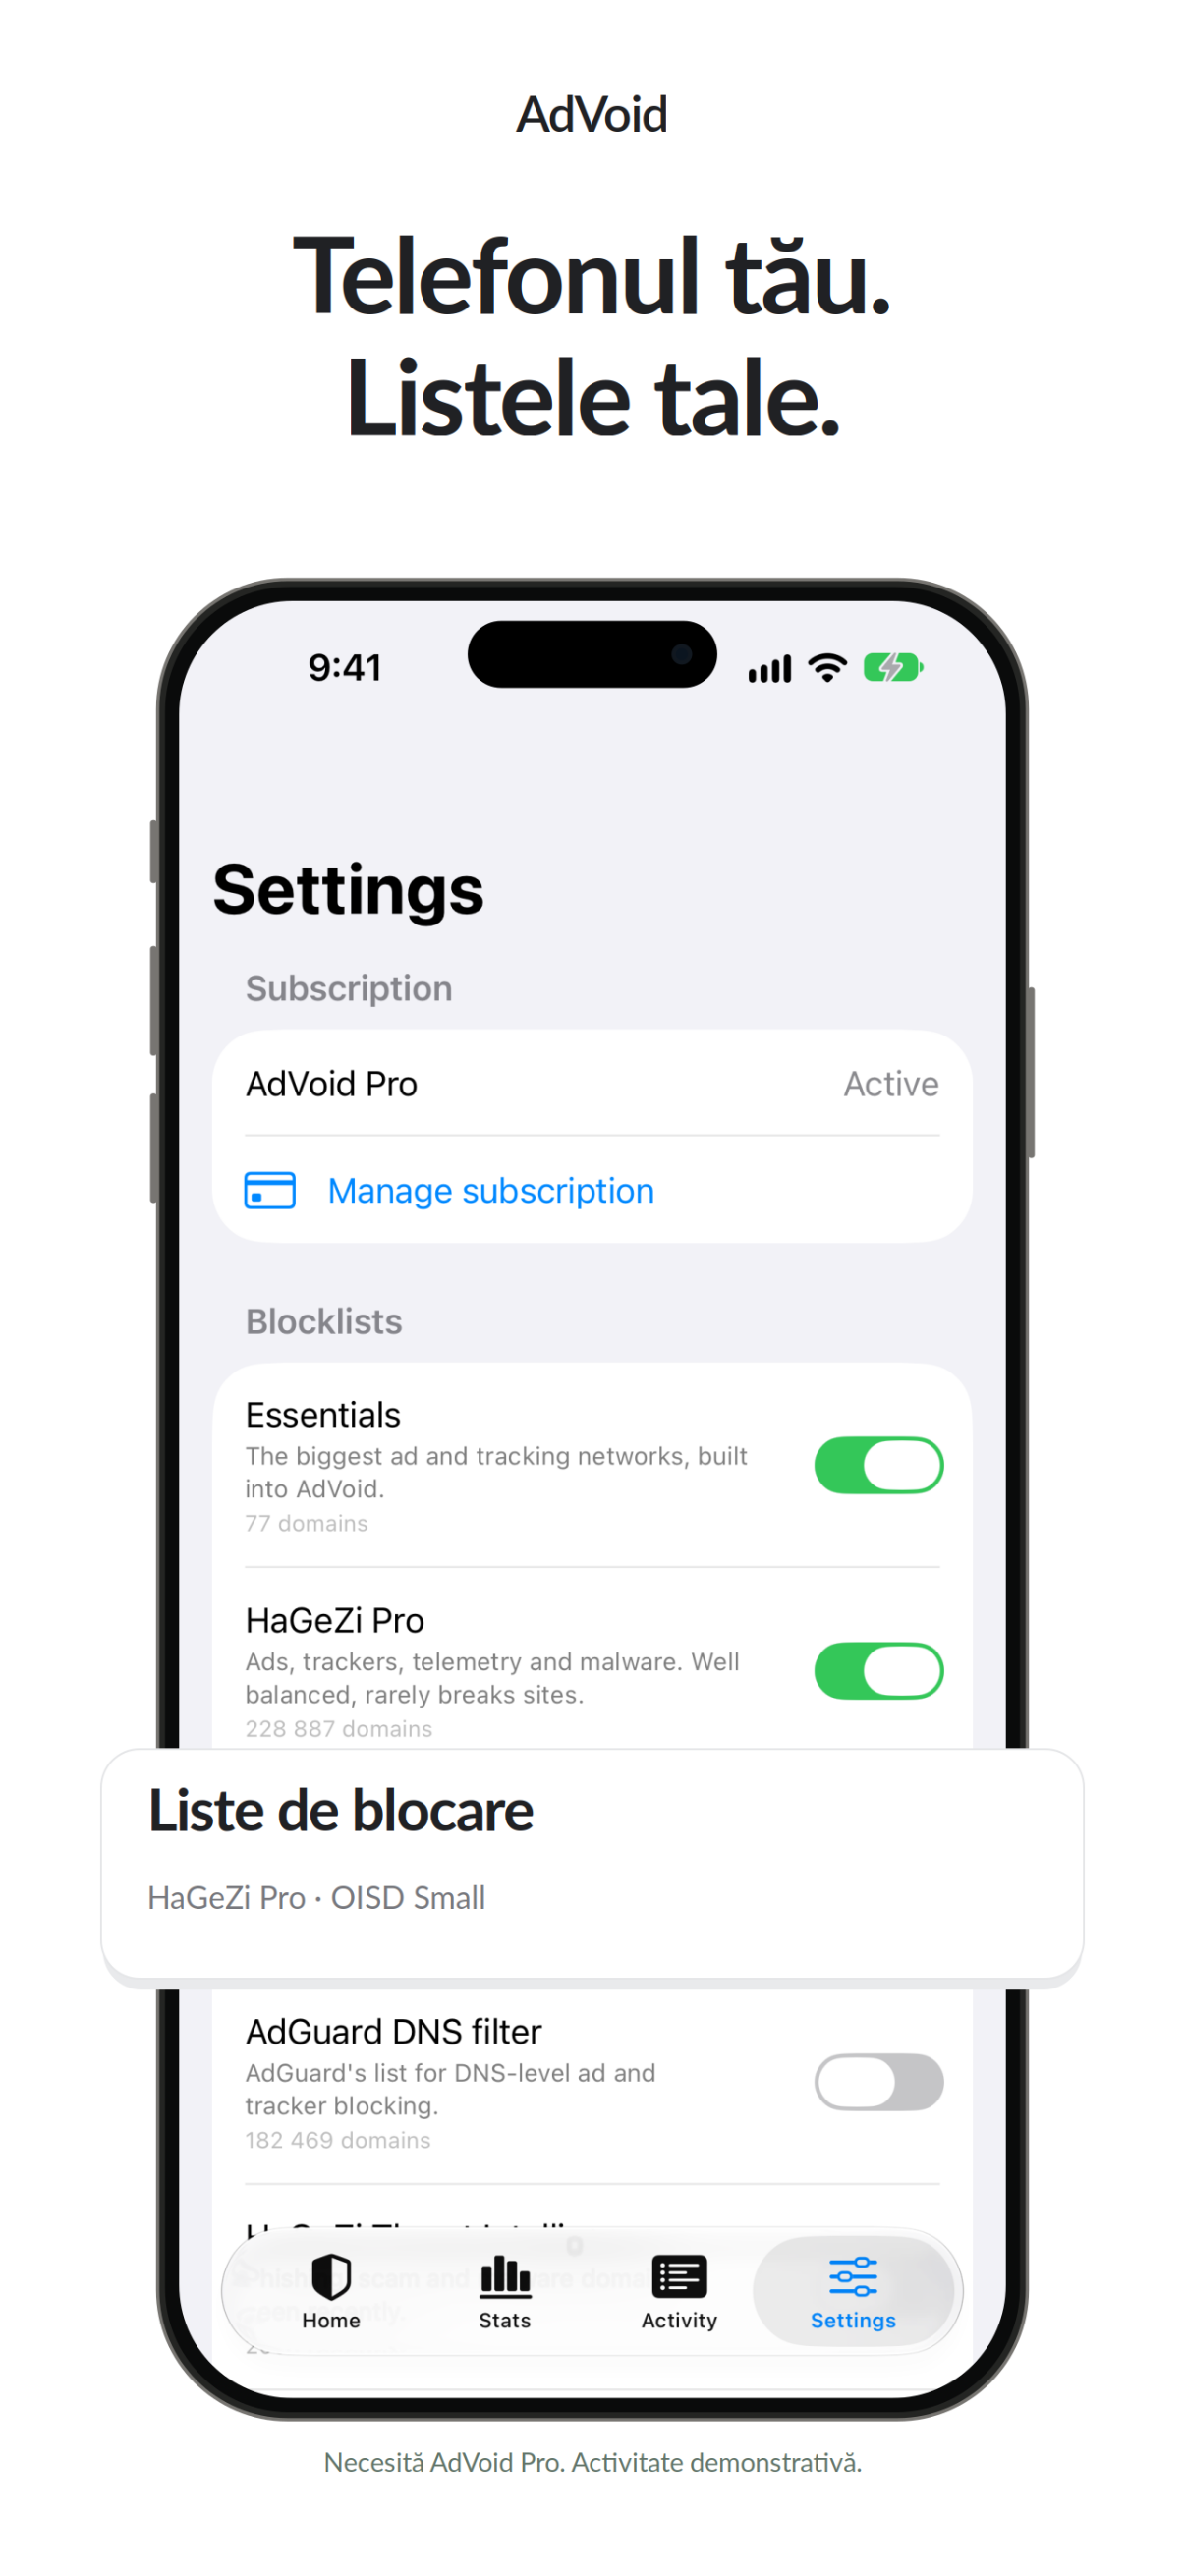 AdVoid
Telefonul tău.
Listele tale.
9:41
Settings
Subscription
AdVoid Pro
Active
Manage subscription
Blocklists
Essentials
The biggest ad and tracking networks, built
into AdVoid.
77 domains
HaGeZi Pro
Ads, trackers, telemetry and malware. Well
balanced, rarely breaks sites.
228 887 domains
Liste de blocare
HaGeZi Pro · OISD Small
AdGuard DNS filter
AdGuard's list for DNS-level ad and
tracker blocking.
182 469 domains
Home
Stats
Activity
Settings
Necesită AdVoid Pro. Activitate demonstrativă.